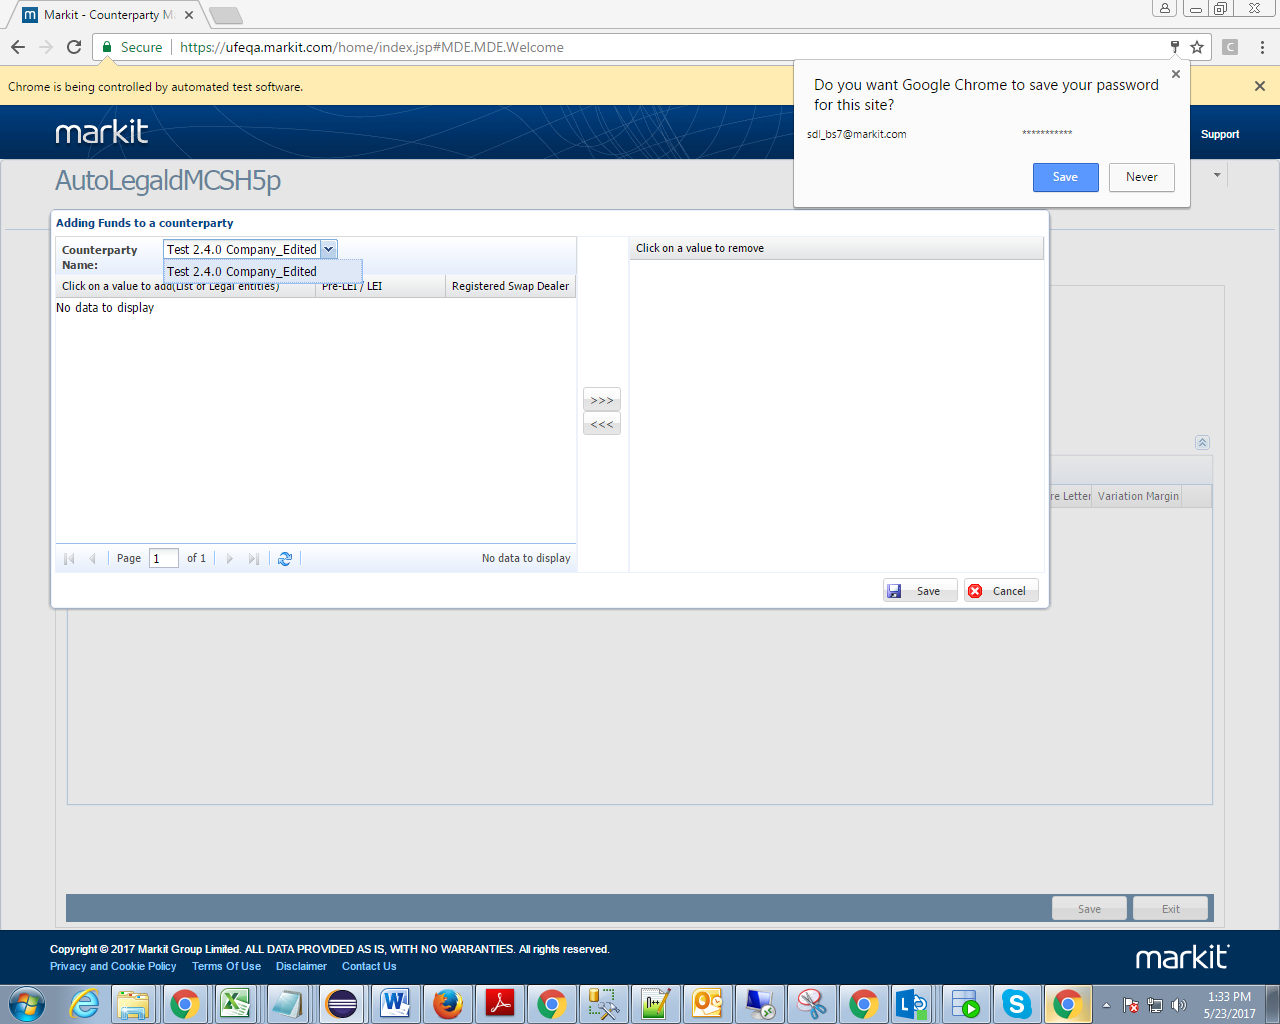 Markit - Counterparty M
Secure
https://ufeqa.markit.com/home/index.jsp#MDE.MDE.Welcome
C
Chrome is being controlled by automated test software.
Do you want Google Chrome to save your password
for this site?
sdl_bs7@markit.com ***********
Save Never
markit
Support
AutoLegaldMCSH5p
Adding Funds to a counterparty
Counterparty
Name:
Test 2.4.0 Company_Edited
Test 2.4.0 Company_Edited
Click on a value to add(List of Legal entities) Pre-LEI / LEI Registered Swap Dealer
No data to display
Click on a value to remove
>>>
<<<
re Letter Variation Margin
Page 1 of 1 No data to display
Save Cancel
Save Exit
Copyright © 2017 Markit Group Limited. ALL DATA PROVIDED AS IS, WITH NO WARRANTIES. All rights reserved.
Privacy and Cookie Policy Terms Of Use Disclaimer Contact Us
markit
1:33 PM
5/23/2017